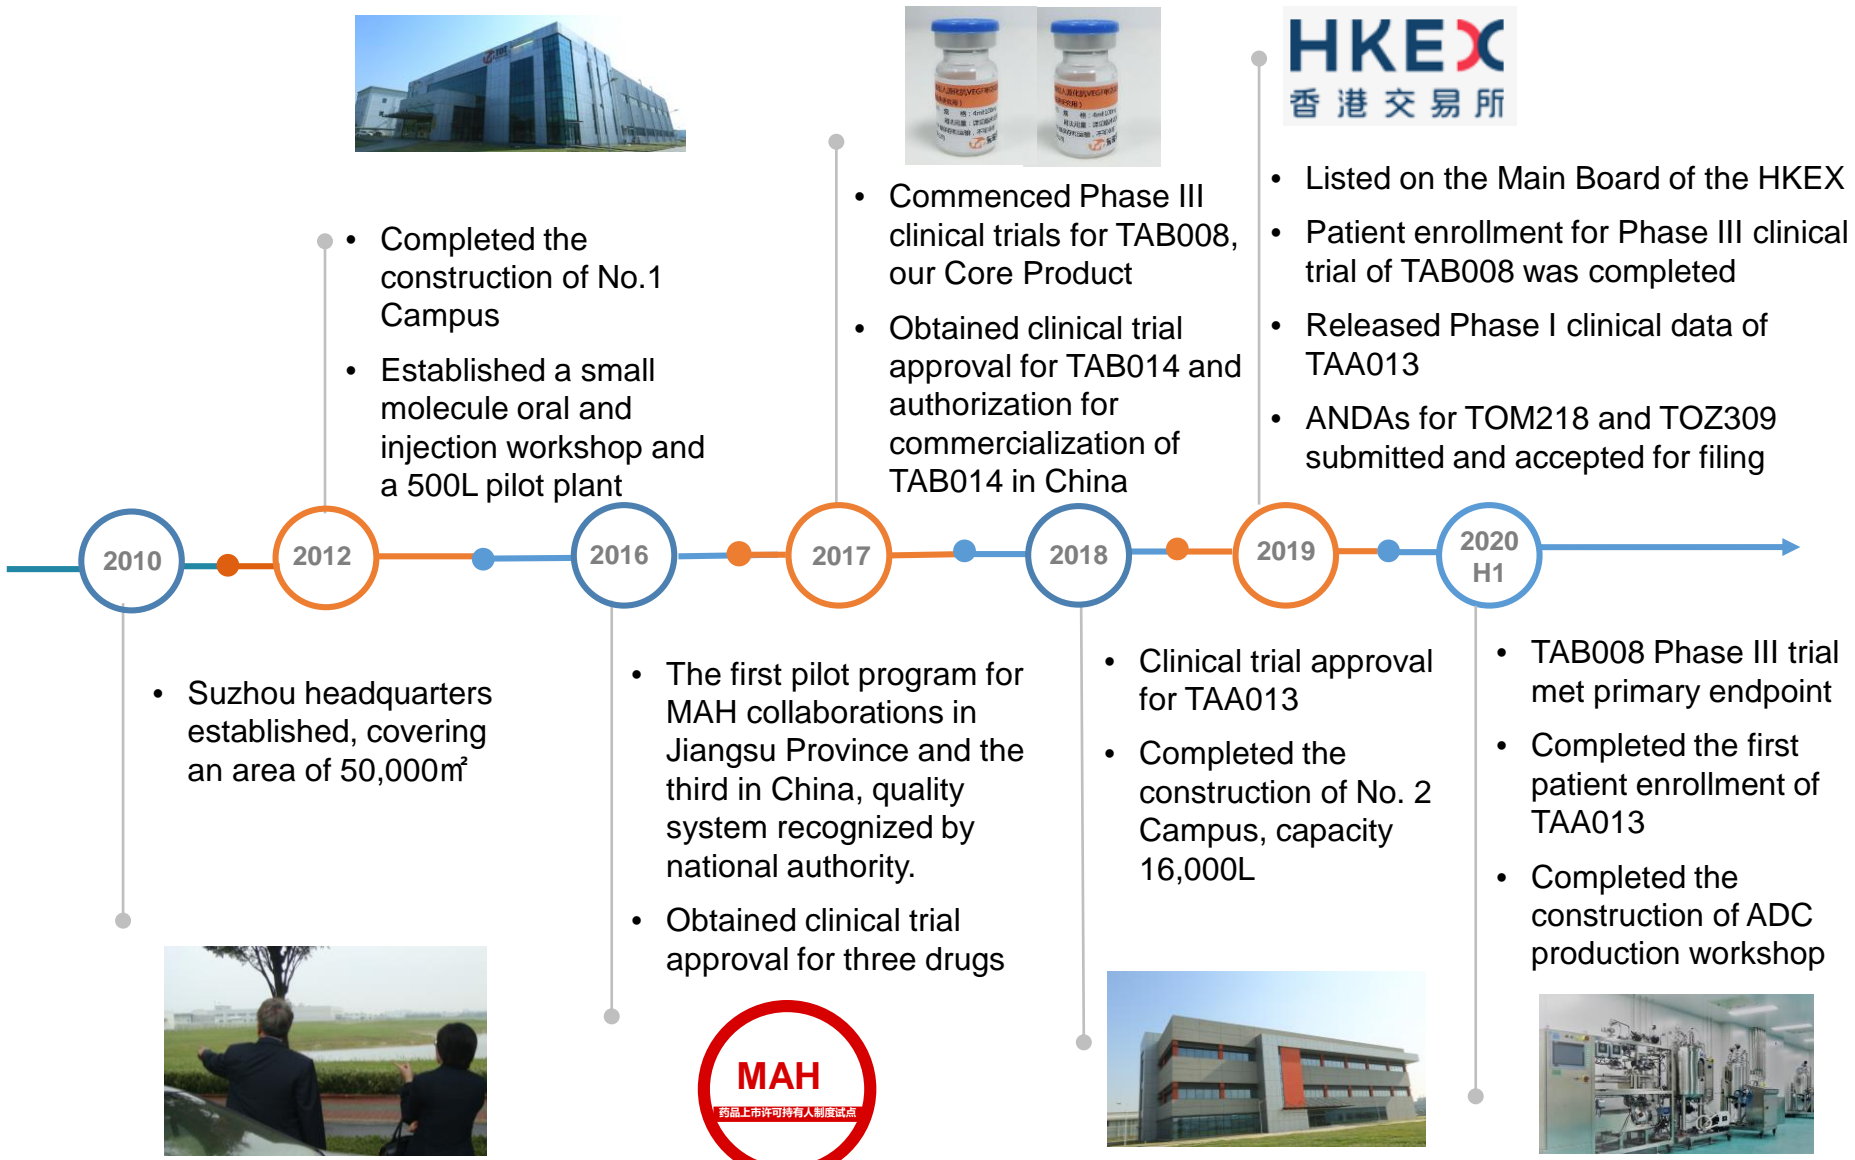 HKEX
香港交易所
• Completed the
construction of No.1
Campus
• Established a small
molecule oral and
injection workshop and
a 500L pilot plant
• Commenced Phase III
clinical trials for TAB008,
our Core Product
• Obtained clinical trial
approval for TAB014 and
authorization for
commercialization of
TAB014 in China
• Listed on the Main Board of the HKEX
• Patient enrollment for Phase III clinical
trial of TAB008 was completed
• Released Phase I clinical data of
TAA013
• ANDAs for TOM218 and TOZ309
submitted and accepted for filing
2010
2012
2016
2017
2018
2019
2020
H1
• Suzhou headquarters
established, covering
an area of 50,000㎡
• The first pilot program for
MAH collaborations in
Jiangsu Province and the
third in China, quality
system recognized by
national authority.
• Obtained clinical trial
approval for three drugs
MAH
药品上市许可持有人制度试点
• Clinical trial approval
for TAA013
• Completed the
construction of No. 2
Campus, capacity
16,000L
• TAB008 Phase III trial
met primary endpoint
• Completed the first
patient enrollment of
TAA013
• Completed the
construction of ADC
production workshop